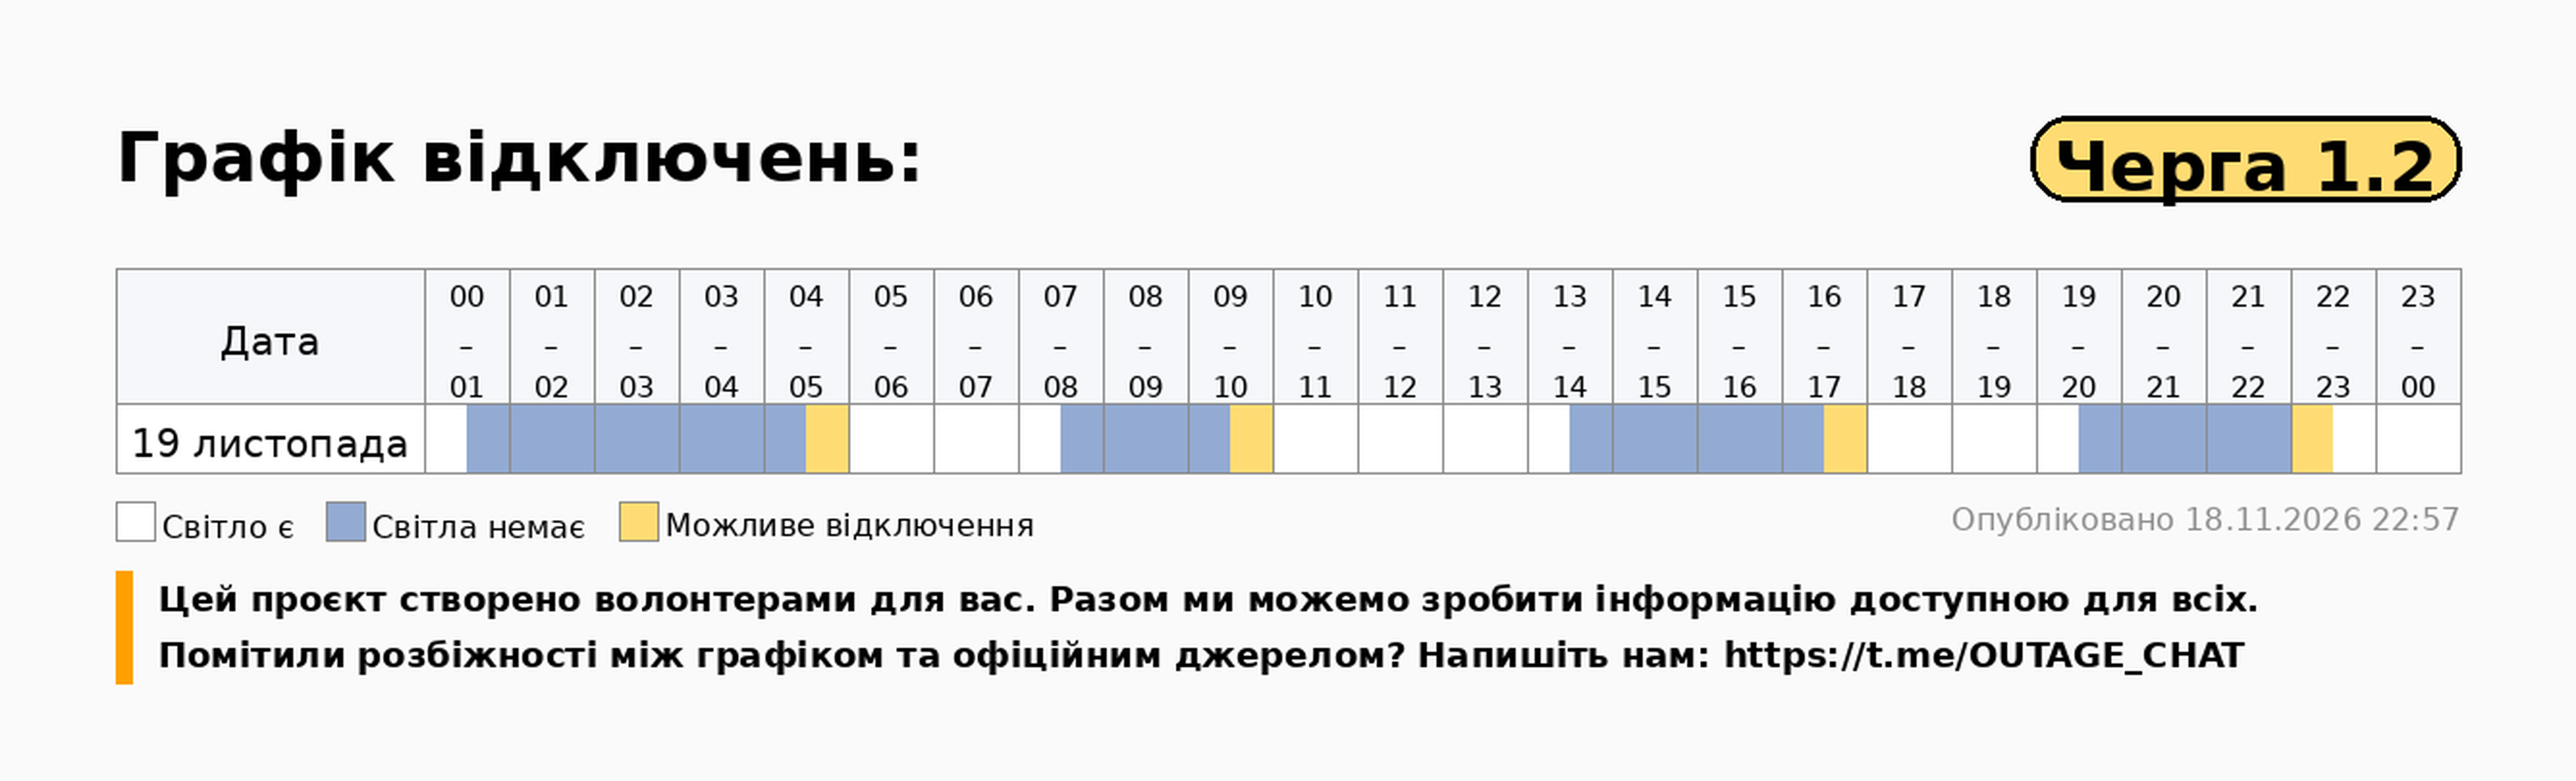 Графік відключень:
Черга 1.2
Дата 00 – 01 01 – 02 02 – 03 03 – 04 04 – 05 05 – 06 06 – 07 07 – 08 08 – 09 09 – 10 10 – 11 11 – 12 12 – 13 13 – 14 14 – 15 15 – 16 16 – 17 17 – 18 18 – 19 19 – 20 20 – 21 21 – 22 22 – 23 23 – 00
19 листопада
Світло є Світла немає Можливе відключення
Опубліковано 18.11.2026 22:57
Цей проєкт створено волонтерами для вас. Разом ми можемо зробити інформацію доступною для всіх.
Помітили розбіжності між графіком та офіційним джерелом? Напишіть нам: https://t.me/OUTAGE_CHAT